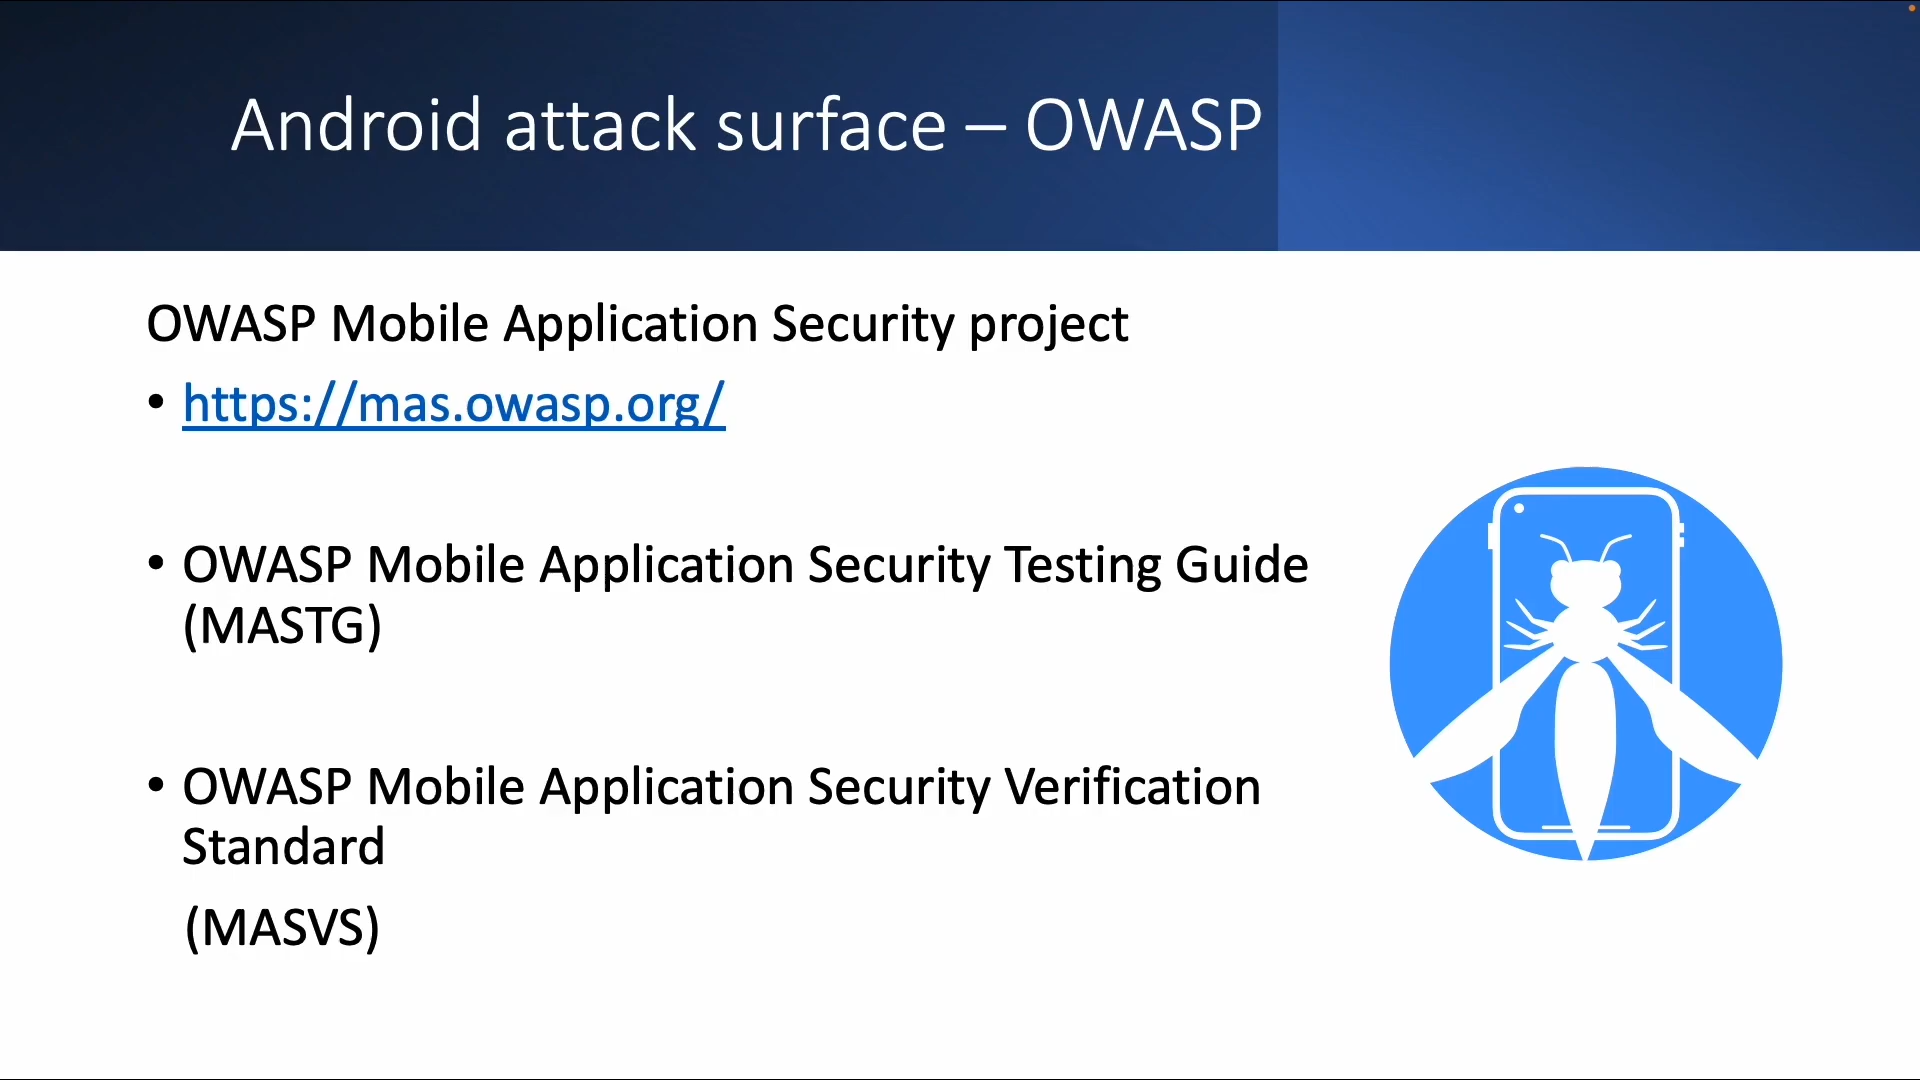 Android attack surface – OWASP
OWASP Mobile Application Security project
• https://mas.owasp.org/
• OWASP Mobile Application Security Testing Guide
(MASTG)
• OWASP Mobile Application Security Verification
Standard
(MASVS)